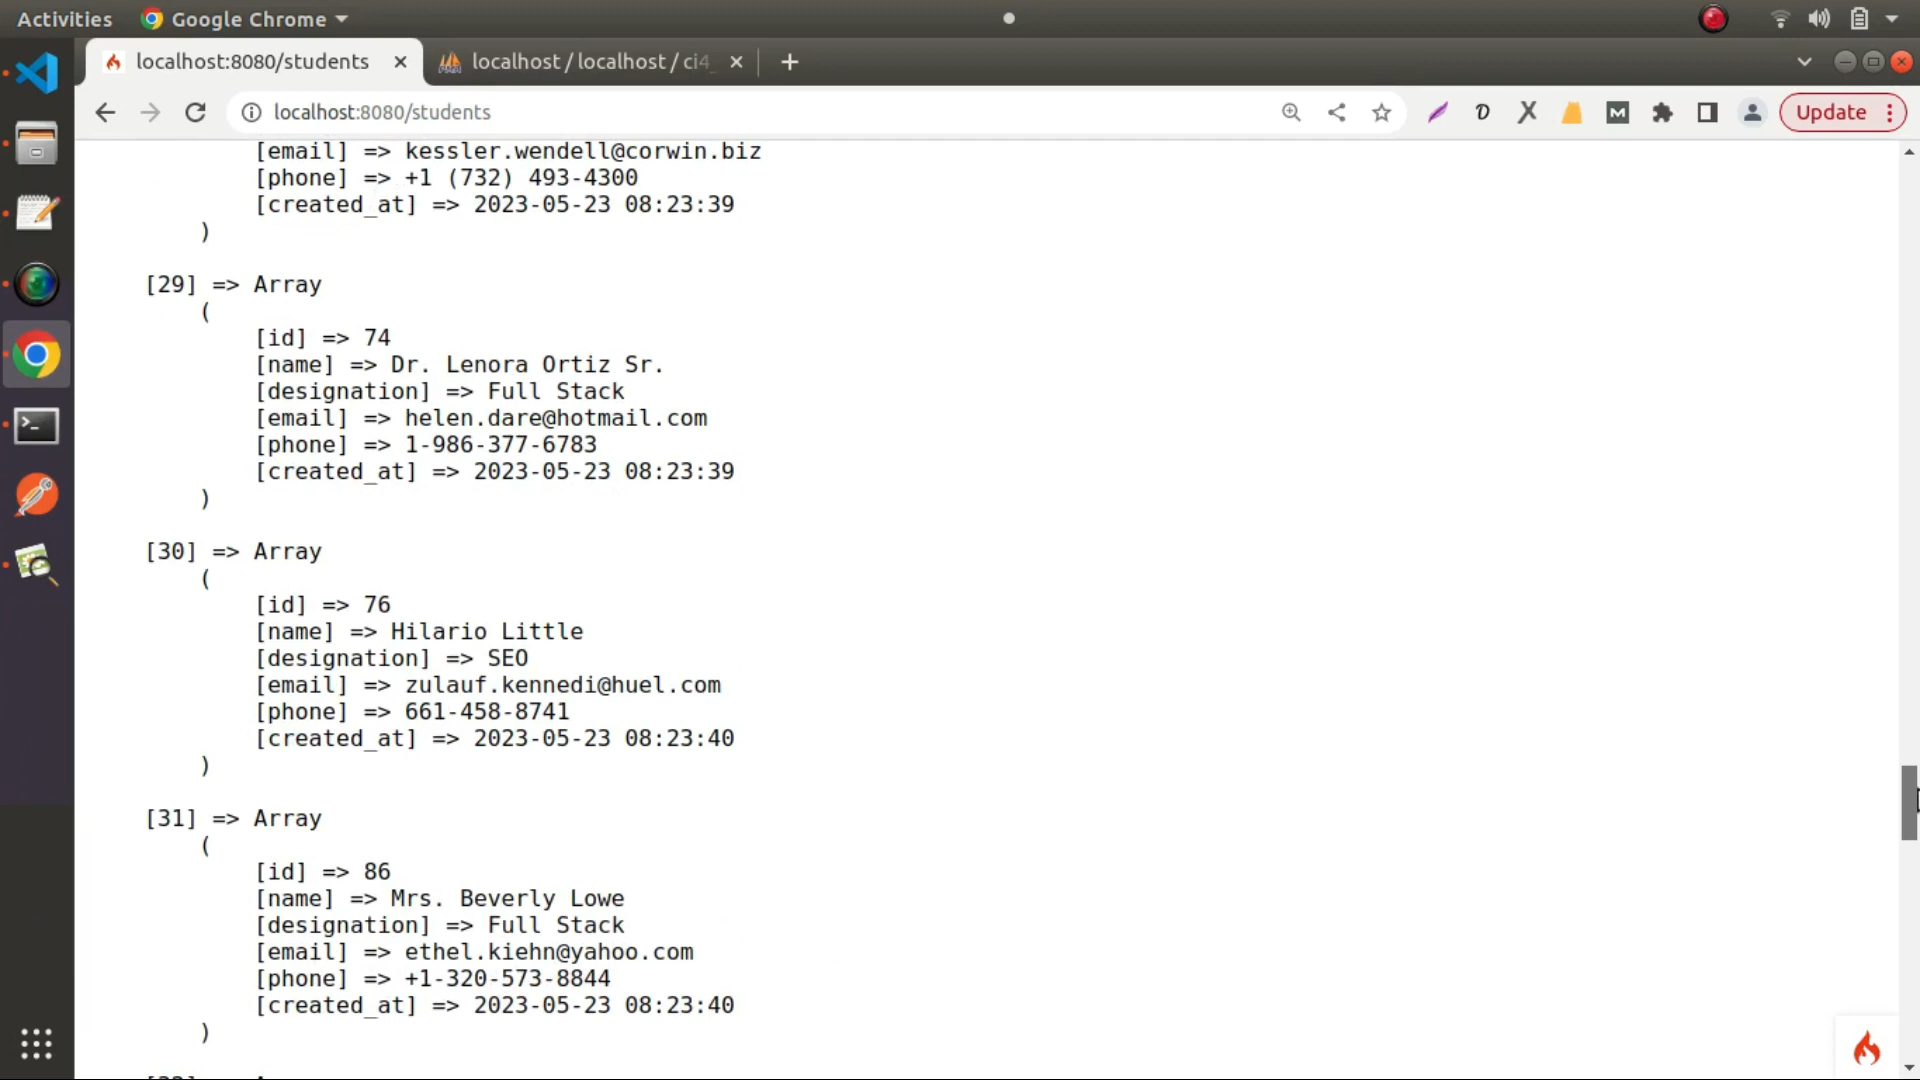 Activities
Google Chrome
localhost:8080/students
localhost / localhost / ci4_
localhost:8080/students
Update
[email] => kessler.wendell@corwin.biz
[phone] => +1 (732) 493-4300
[created_at] => 2023-05-23 08:23:39
)
[29] => Array
(
[id] => 74
[name] => Dr. Lenora Ortiz Sr.
[designation] => Full Stack
[email] => helen.dare@hotmail.com
[phone] => 1-986-377-6783
[created_at] => 2023-05-23 08:23:39
)
[30] => Array
(
[id] => 76
[name] => Hilario Little
[designation] => SEO
[email] => zulauf.kennedi@huel.com
[phone] => 661-458-8741
[created_at] => 2023-05-23 08:23:40
)
[31] => Array
(
[id] => 86
[name] => Mrs. Beverly Lowe
[designation] => Full Stack
[email] => ethel.kiehn@yahoo.com
[phone] => +1-320-573-8844
[created_at] => 2023-05-23 08:23:40
)